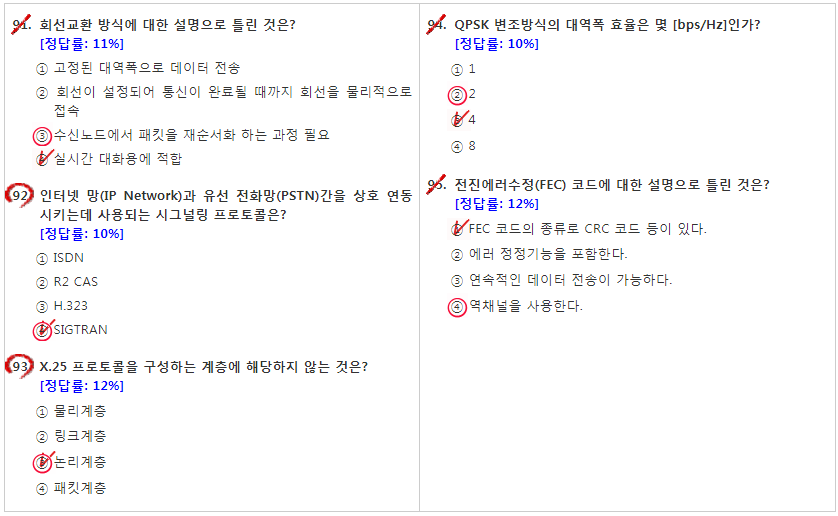 91. 회선교환 방식에 대한 설명으로 틀린 것은?
[정답률: 11%]
① 고정된 대역폭으로 데이터 전송
② 회선이 설정되어 통신이 완료될 때까지 회선을 물리적으로
접속
③ 수신노드에서 패킷을 재순서화 하는 과정 필요
④ 실시간 대화용에 적합
92. 인터넷 망(IP Network)과 유선 전화망(PSTN)간을 상호 연동
시키는데 사용되는 시그널링 프로토콜은?
[정답률: 10%]
① ISDN
② R2 CAS
③ H.323
④ SIGTRAN
93. X.25 프로토콜을 구성하는 계층에 해당하지 않는 것은?
[정답률: 12%]
① 물리계층
② 링크계층
③ 논리계층
④ 패킷계층
94. QPSK 변조방식의 대역폭 효율은 몇 [bps/Hz]인가?
[정답률: 10%]
① 1
② 2
③ 4
④ 8
95. 전진에러수정(FEC) 코드에 대한 설명으로 틀린 것은?
[정답률: 12%]
① FEC 코드의 종류로 CRC 코드 등이 있다.
② 에러 정정기능을 포함한다.
③ 연속적인 데이터 전송이 가능하다.
④ 역채널을 사용한다.